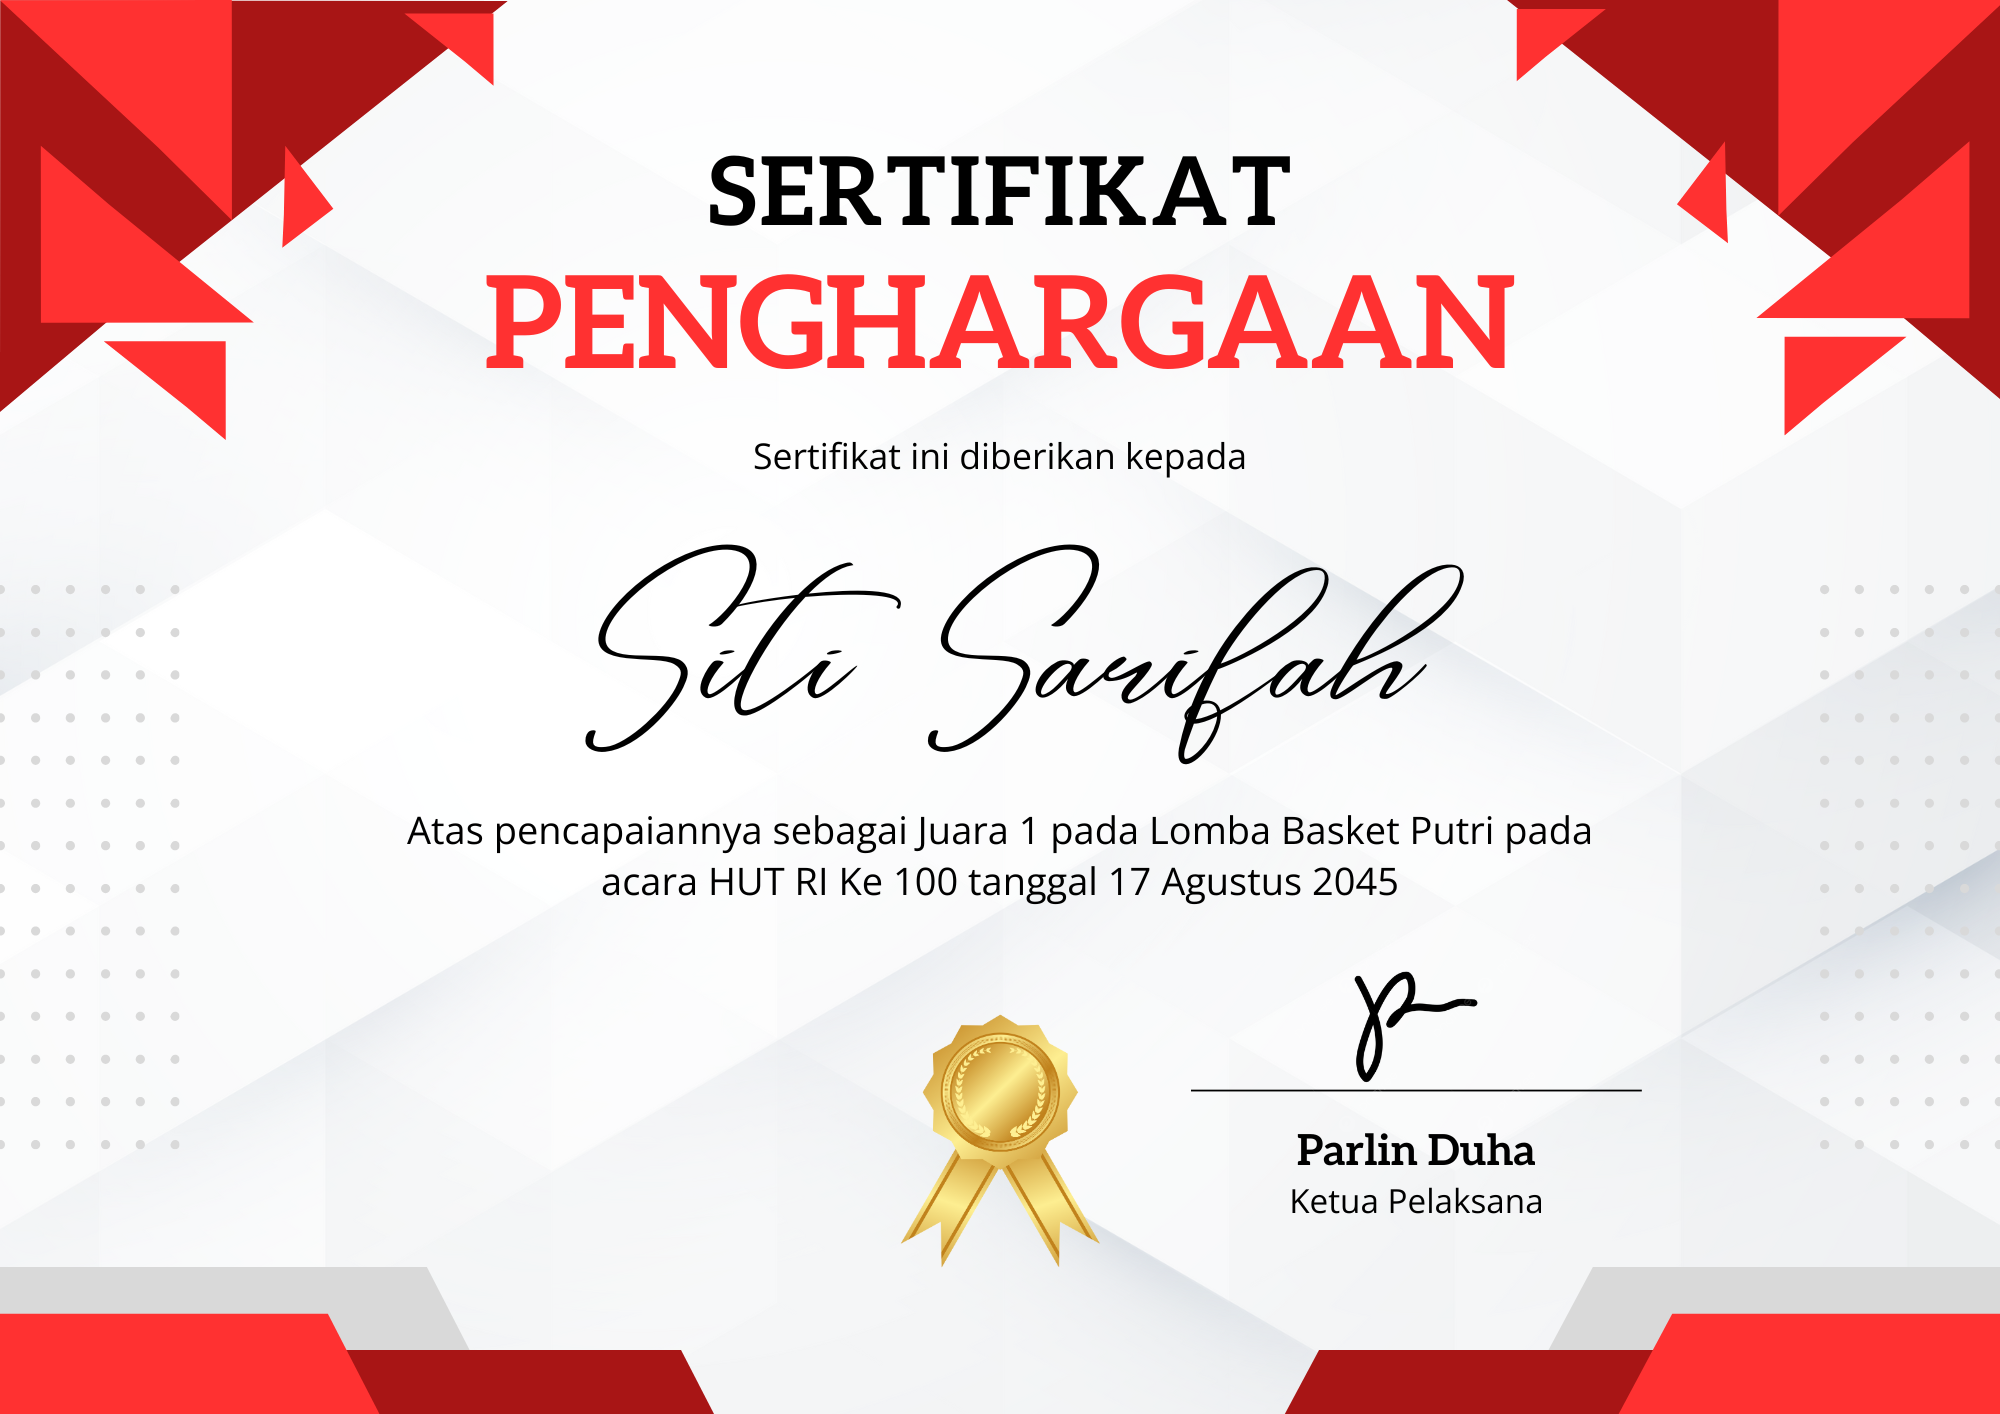 SERTIFIKAT
PENGHARGAAN
Sertifikat ini diberikan kepada
Siti Sarifah
Atas pencapaiannya sebagai Juara 1 pada Lomba Basket Putri pada
acara HUT RI Ke 100 tanggal 17 Agustus 2045
Parlin Duha
Ketua Pelaksana